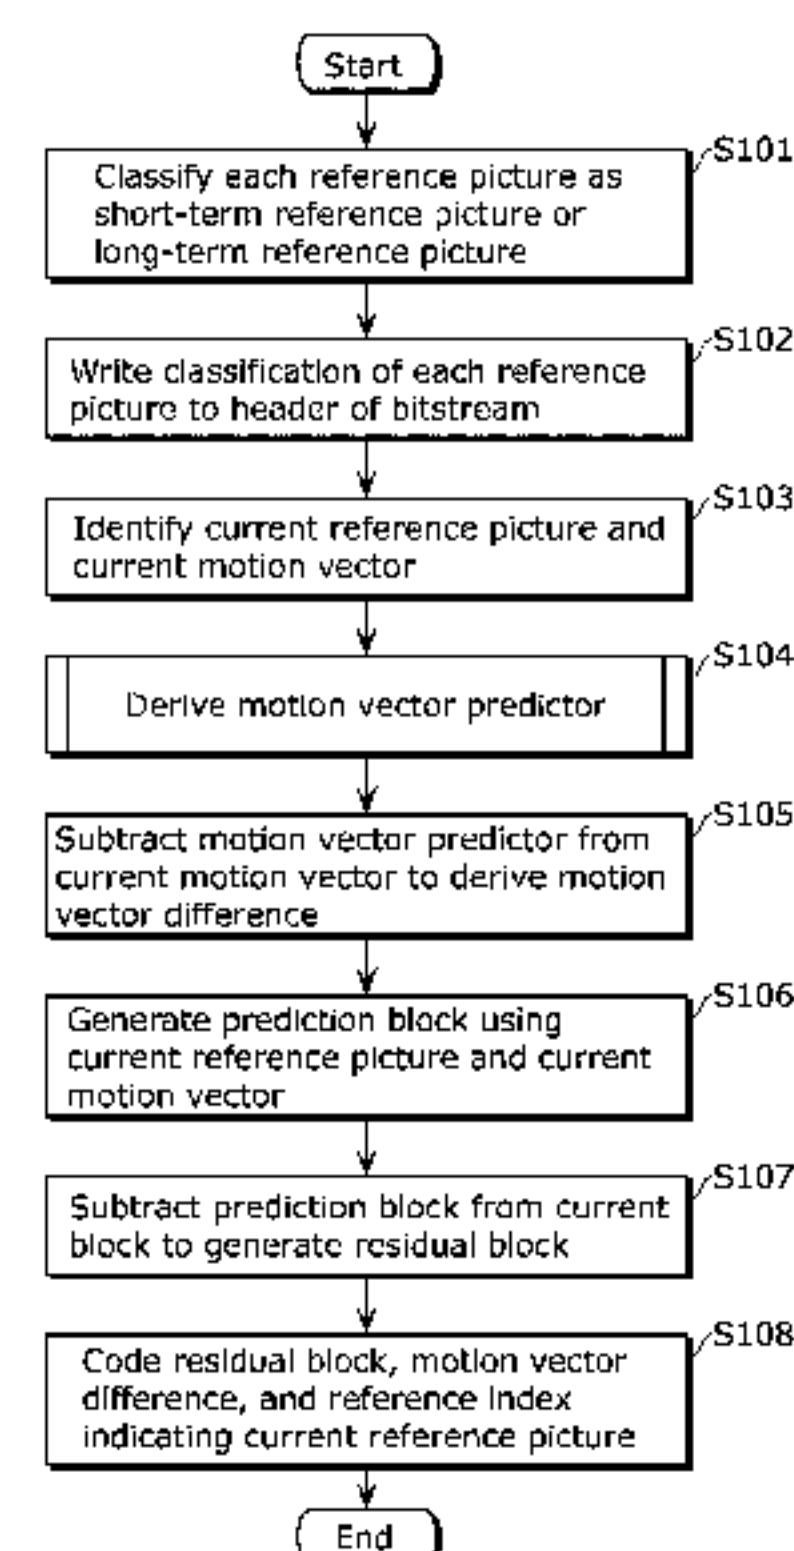 Start
S101
Classify each reference picture as
short-term reference picture or
long-term reference picture
S102
Write classification of each reference
picture to header of bitstream
S103
Identify current reference picture and
current motion vector
S104
Derive motion vector predictor
S105
Subtract motion vector predictor from
current motion vector to derive motion
vector difference
S106
Generate prediction block using
current reference picture and current
motion vector
S107
Subtract prediction block from current
block to generate residual block
S108
Code residual block, motion vector
difference, and reference index
indicating current reference picture
End